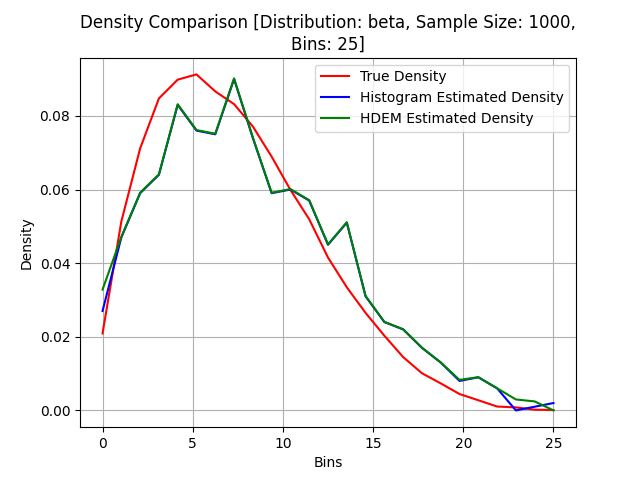 Density Comparison [Distribution: beta, Sample Size: 1000,
Bins: 25]
True Density
Histogram Estimated Density
HDEM Estimated Density
Density
0.08
0.06
0.04
0.02
0.00
0
5
10
15
20
25
Bins